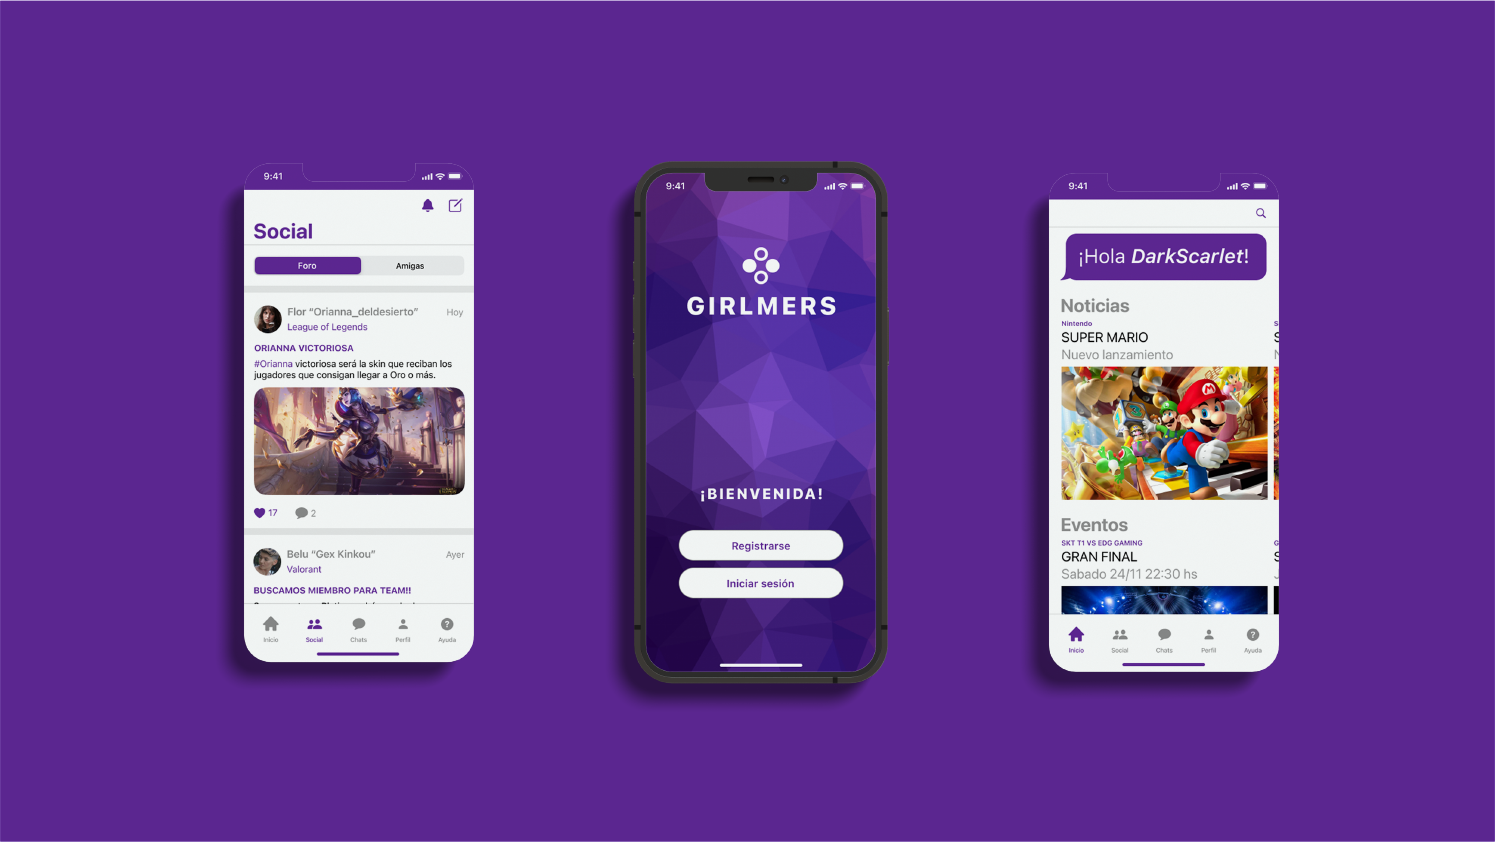 9:41
Social
Foro
Amigas
Flor “Orianna_deldesierto”
Hoy
League of Legends
ORIANNA VICTORIOSA
#Orianna victoriosa será la skin que reciban los
jugadores que consigan llegar a Oro o más.
17
2
Belu “Gex Kinkou”
Ayer
Valorant
BUSCAMOS MIEMBRO PARA TEAM!!
Inicio
Social
Chats
Perfil
Ayuda
9:41
GIRLMERS
¡BIENVENIDA!
Registrarse
Iniciar sesión
9:41
¡Hola DarkScarlet!
Noticias
Nintendo
SUPER MARIO
Nuevo lanzamiento
Eventos
SKT T1 VS EDG GAMING
GRAN FINAL
Sabado 24/11 22:30 hs
Inicio
Social
Chats
Perfil
Ayuda